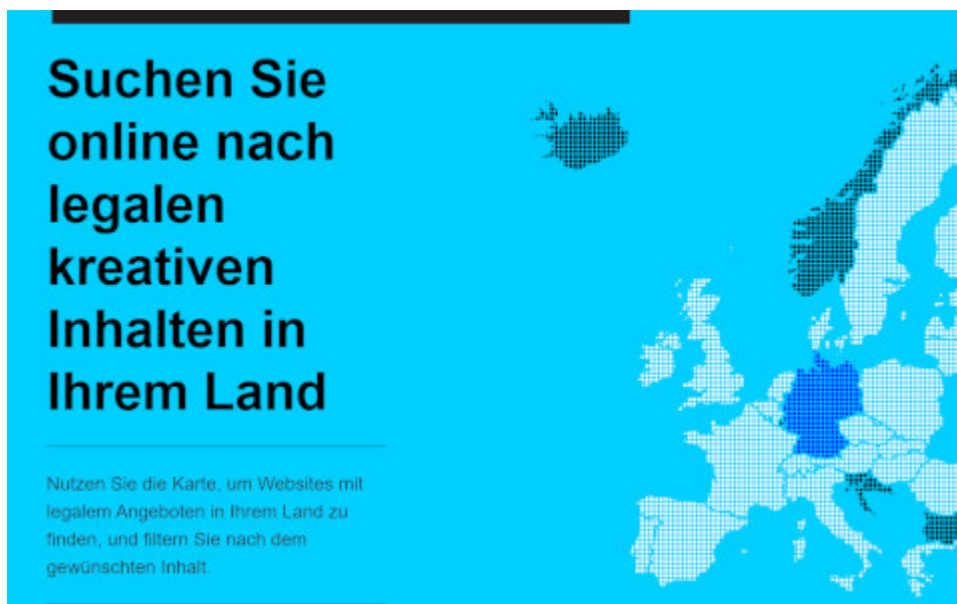 Suchen Sie
online nach
legalen
kreativen
Inhalten in
Ihrem Land
Nutzen Sie die Karte, um Websites mit
legalem Angeboten in Ihrem Land zu
finden, und filtern Sie nach dem
gewünschten Inhalt.